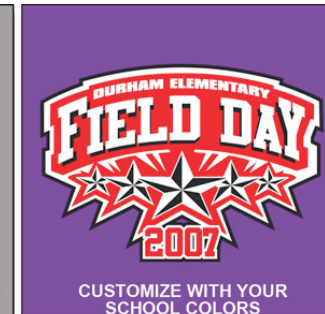 DURHAM ELEMENTARY
FIELD DAY
2007
CUSTOMIZE WITH YOUR
SCHOOL COLORS